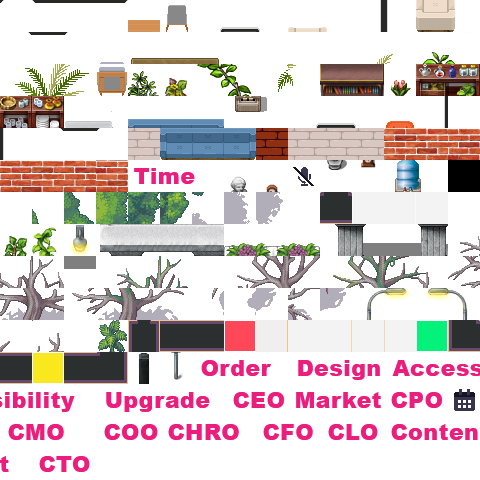 Time
Order Design Access
sibility Upgrade CEO Market CPO
CMO COO CHRO CFO CLO Conten
t CTO